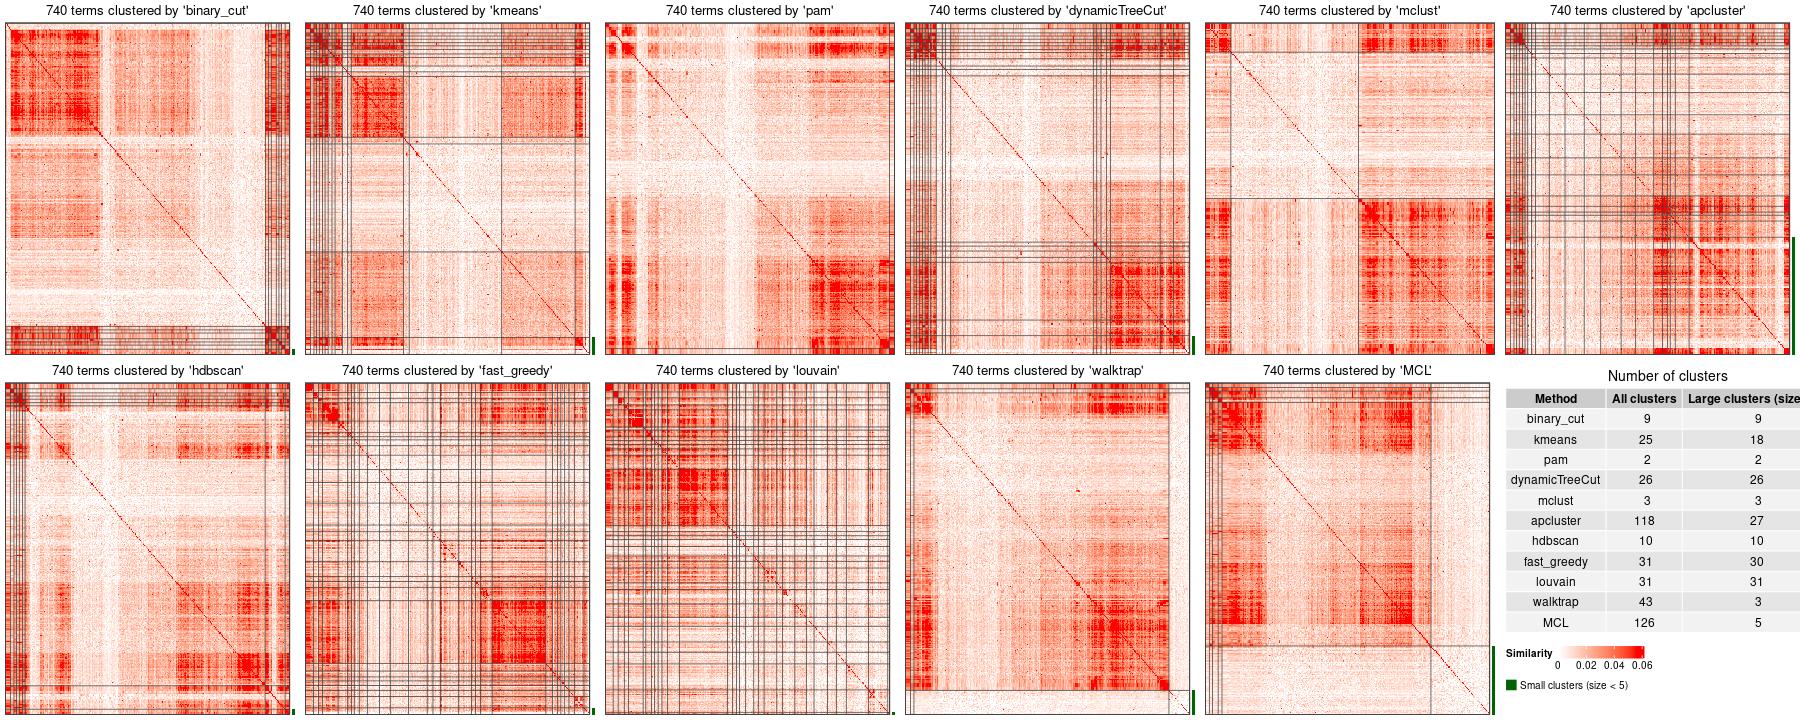 740 terms clustered by 'binary_cut'
740 terms clustered by 'kmeans'
740 terms clustered by 'pam'
740 terms clustered by 'dynamicTreeCut'
740 terms clustered by 'mclust'
740 terms clustered by 'apcluster'
740 terms clustered by 'hdbscan'
740 terms clustered by 'fast_greedy'
740 terms clustered by 'louvain'
740 terms clustered by 'walktrap'
740 terms clustered by 'MCL'
Number of clusters
Method All clusters Large clusters (size
binary_cut 9 9
kmeans 25 18
pam 2 2
dynamicTreeCut 26 26
mclust 3 3
apcluster 118 27
hdbscan 10 10
fast_greedy 31 30
louvain 31 31
walktrap 43 3
MCL 126 5
Similarity
0 0.02 0.04 0.06
Small clusters (size < 5)